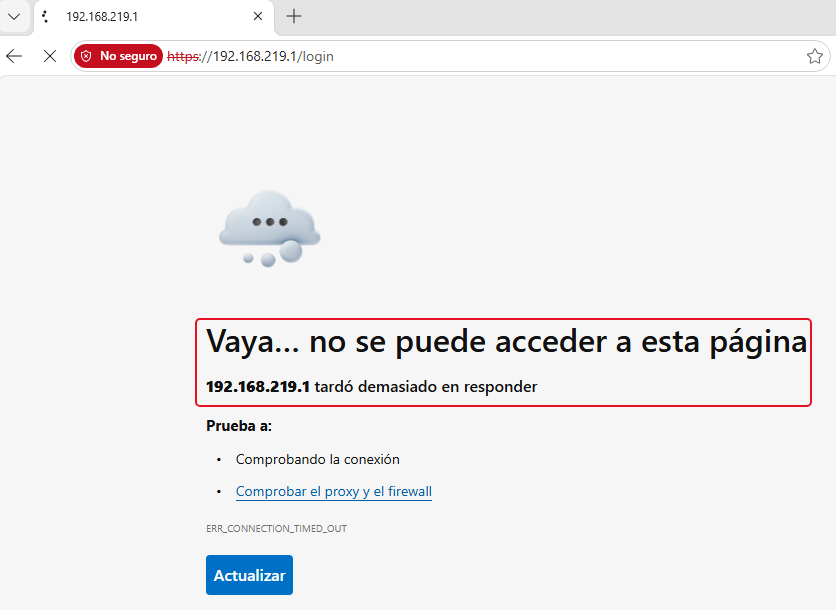 192.168.219.1
No seguro https://192.168.219.1/login
Vaya... no se puede acceder a esta página
192.168.219.1 tardó demasiado en responder
Prueba a:
• Comprobando la conexión
• Comprobar el proxy y el firewall
ERR_CONNECTION_TIMED_OUT
Actualizar